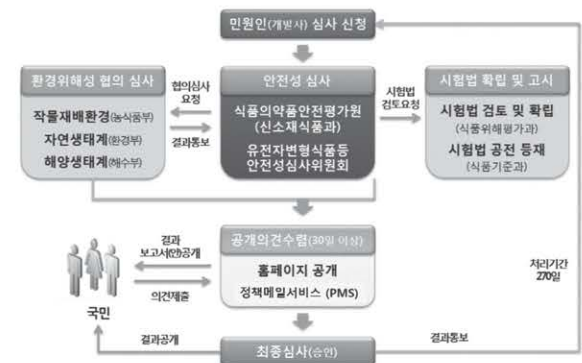 민원인(개발사) 심사 신청
환경위해성 협의 심사
작물재배환경(농식품부)
자연생태계(환경부)
해양생태계(해수부)
협의심사
요청
결과통보
안전성 심사
식품의약품안전평가원
(신소재식품과)
유전자변형식품등
안전성심사위원회
시험법
검토요청
시험법 확립 및 고시
시험법 검토 및 확립
(식품위해평가과)
시험법 공전 등재
(식품기준과)
공개의견수렴(30일 이상)
홈페이지 공개
정책메일서비스 (PMS)
결과
보고서(안)공개
의견제출
국민
처리기간
270일
결과공개
최종심사(승인)
결과통보